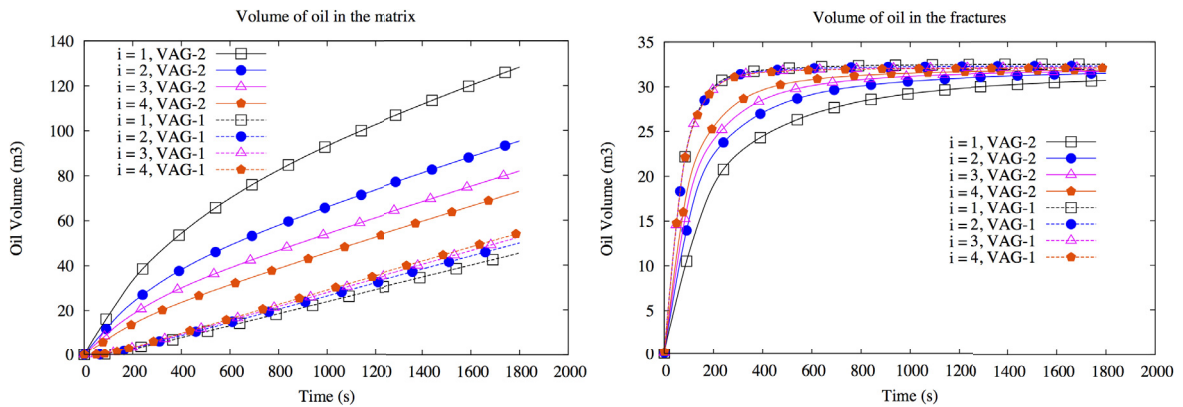 Volume of oil in the matrix
140
120
100
80
60
40
20
0
Oil Volume (m3)
i = 1, VAG-2
i = 2, VAG-2
i = 3, VAG-2
i = 4, VAG-2
i = 1, VAG-1
i = 2, VAG-1
i = 3, VAG-1
i = 4, VAG-1
0 200 400 600 800 1000 1200 1400 1600 1800 2000
Time (s)
Volume of oil in the fractures
35
30
25
20
15
10
5
0
Oil Volume (m3)
i = 1, VAG-2
i = 2, VAG-2
i = 3, VAG-2
i = 4, VAG-2
i = 1, VAG-1
i = 2, VAG-1
i = 3, VAG-1
i = 4, VAG-1
0 200 400 600 800 1000 1200 1400 1600 1800 2000
Time (s)